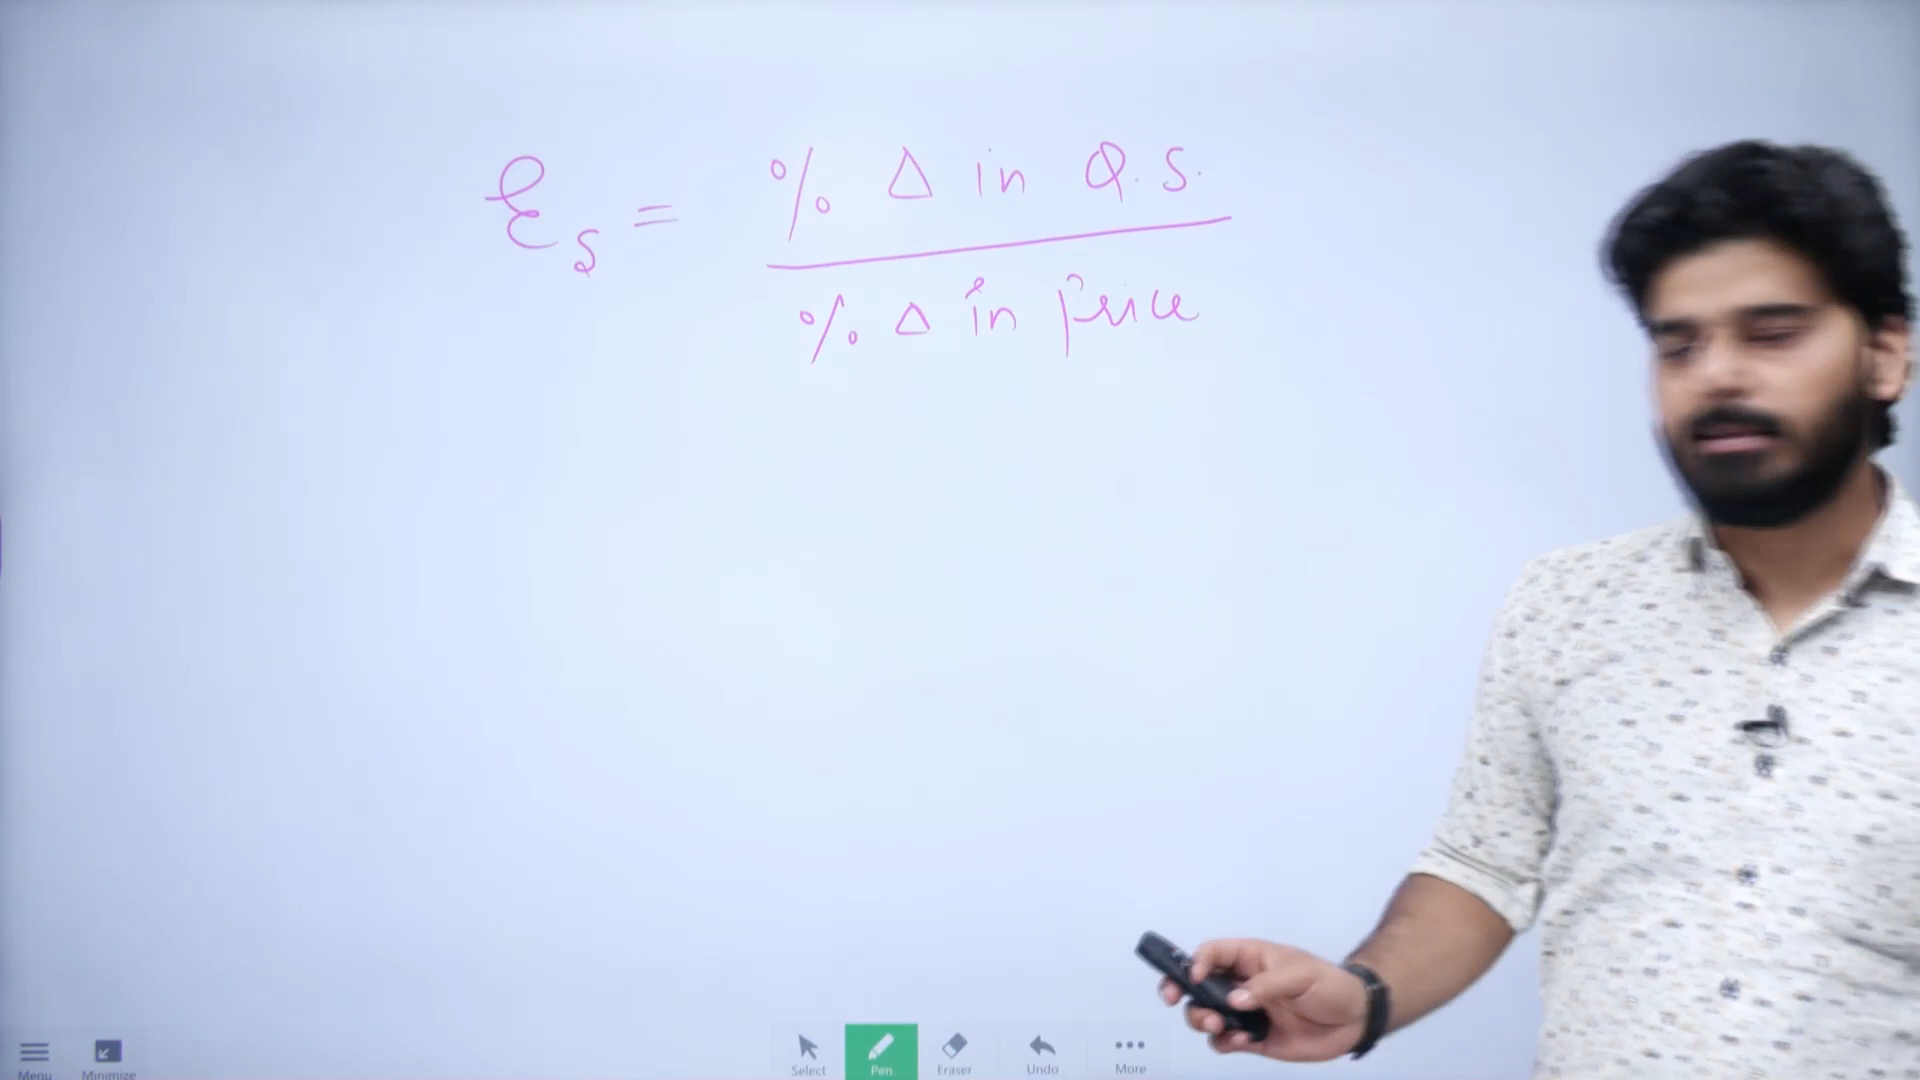 Es = % Δ in Q.S.
% Δ in Price
Menu Minimize Select Pen Eraser Undo More